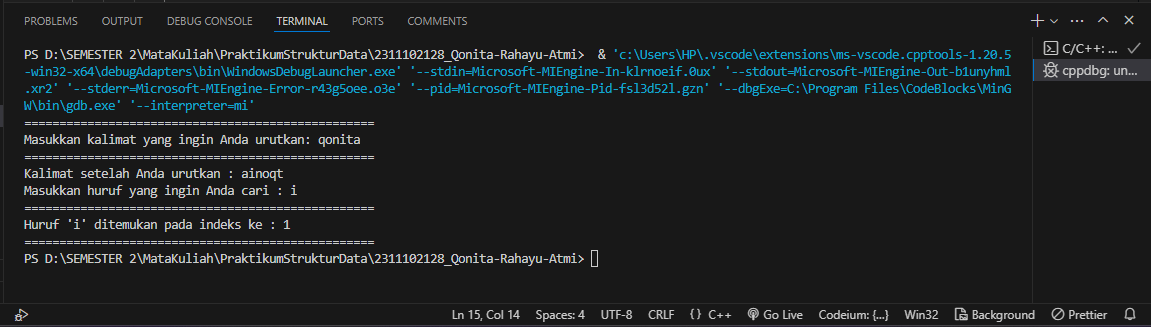 PROBLEMS OUTPUT DEBUG CONSOLE TERMINAL PORTS COMMENTS
PS D:\SEMESTER 2\MataKuliah\PraktikumStrukturData\2311102128_Qonita-Rahayu-Atmi> & 'c:\Users\HP\.vscode\extensions\ms-vscode.cpptools-1.20.5
-win32-x64\debugAdapters\bin\WindowsDebugLauncher.exe' '--stdin=Microsoft-MIEngine-In-klrnoeif.0ux' '--stdout=Microsoft-MIEngine-Out-b1unyhml
.xr2' '--stderr=Microsoft-MIEngine-Error-r43g5oee.o3e' '--pid=Microsoft-MIEngine-Pid-fsl3d52l.gzn' '--dbgExe=C:\Program Files\CodeBlocks\MinG
W\bin\gdb.exe' '--interpreter=mi'
==================================================
Masukkan kalimat yang ingin Anda urutkan: qonita
==================================================
Kalimat setelah Anda urutkan : ainoqt
Masukkan huruf yang ingin Anda cari : i
==================================================
Huruf 'i' ditemukan pada indeks ke : 1
==================================================
PS D:\SEMESTER 2\MataKuliah\PraktikumStrukturData\2311102128_Qonita-Rahayu-Atmi>
C/C++: ...
cppdbg: un...
Ln 15, Col 14 Spaces: 4 UTF-8 CRLF {} C++ Go Live Codeium: {...} Win32 Background Prettier